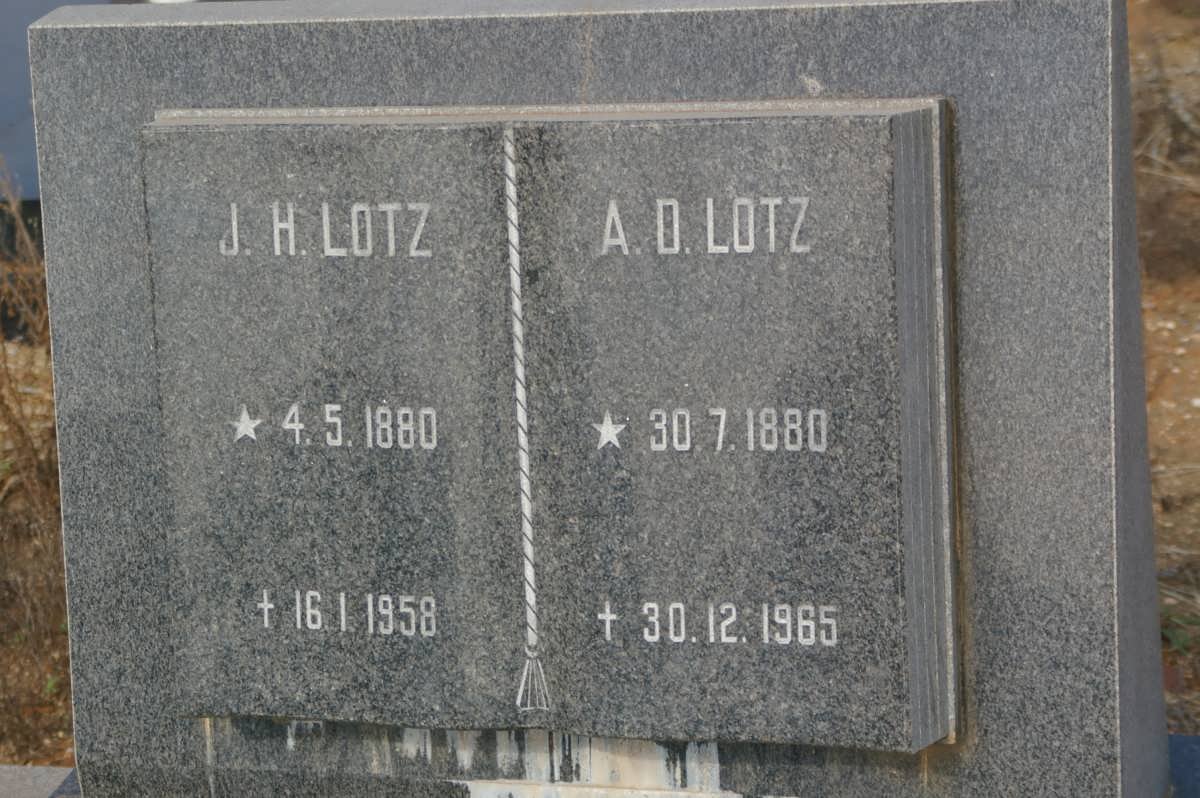 J. H. LOTZ
★ 4. 5. 1880
✝ 16. 1. 1958
A. D. LOTZ
★ 30. 7. 1880
✝ 30. 12. 1965